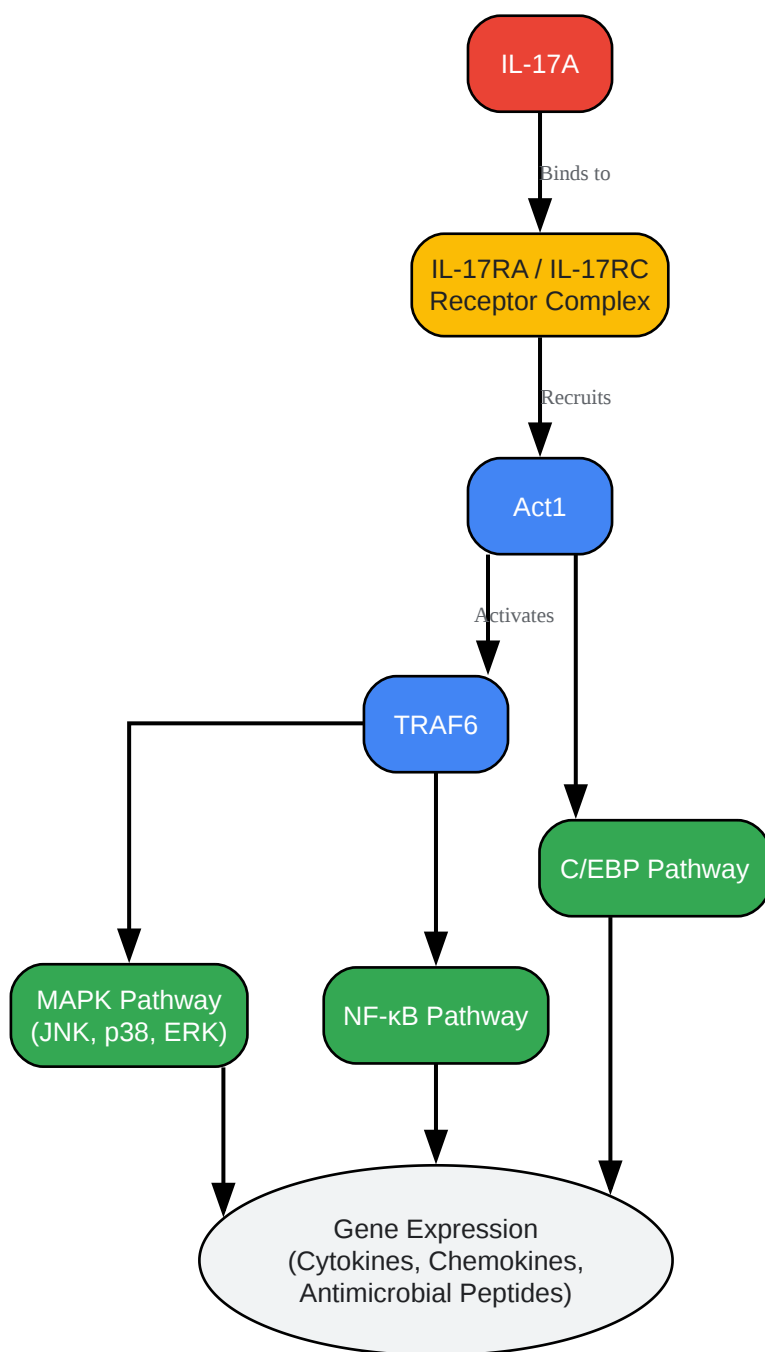 IL-17A
Binds to
IL-17RA / IL-17RC
Receptor Complex
Recruits
Act1
Activates
TRAF6
C/EBP Pathway
MAPK Pathway
(JNK, p38, ERK)
NF-κB Pathway
Gene Expression
(Cytokines, Chemokines,
Antimicrobial Peptides)